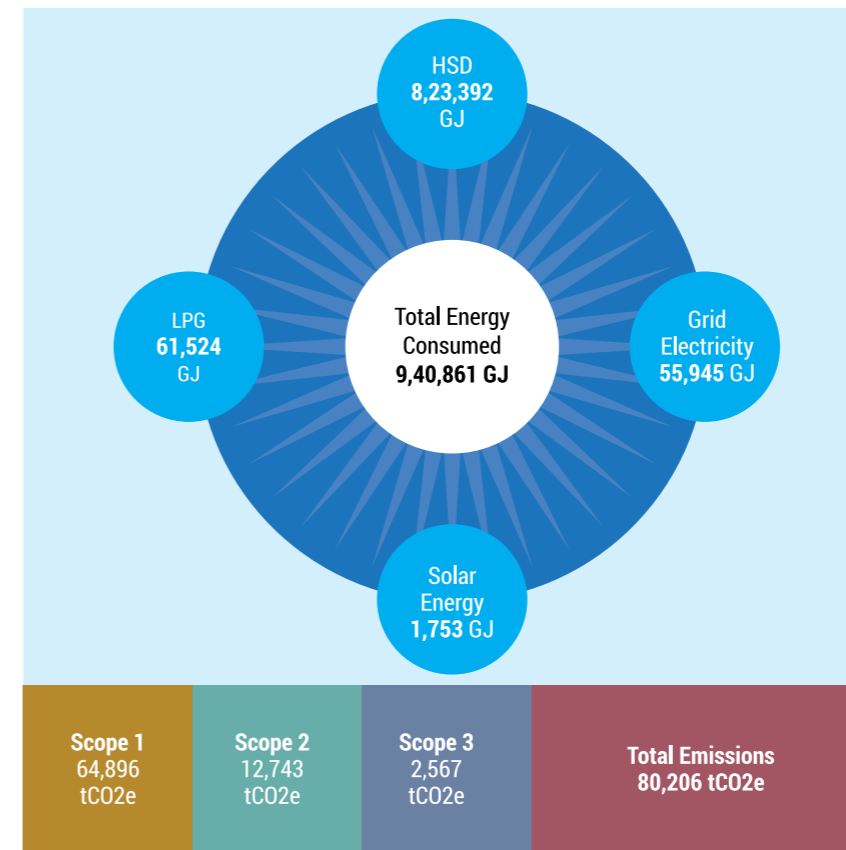 HSD
8,23,392
GJ
LPG
61,524
GJ
Total Energy
Consumed
9,40,861 GJ
Grid
Electricity
55,945 GJ
Solar
Energy
1,753 GJ
Scope 1
64,896
tCO2e
Scope 2
12,743
tCO2e
Scope 3
2,567
tCO2e
Total Emissions
80,206 tCO2e